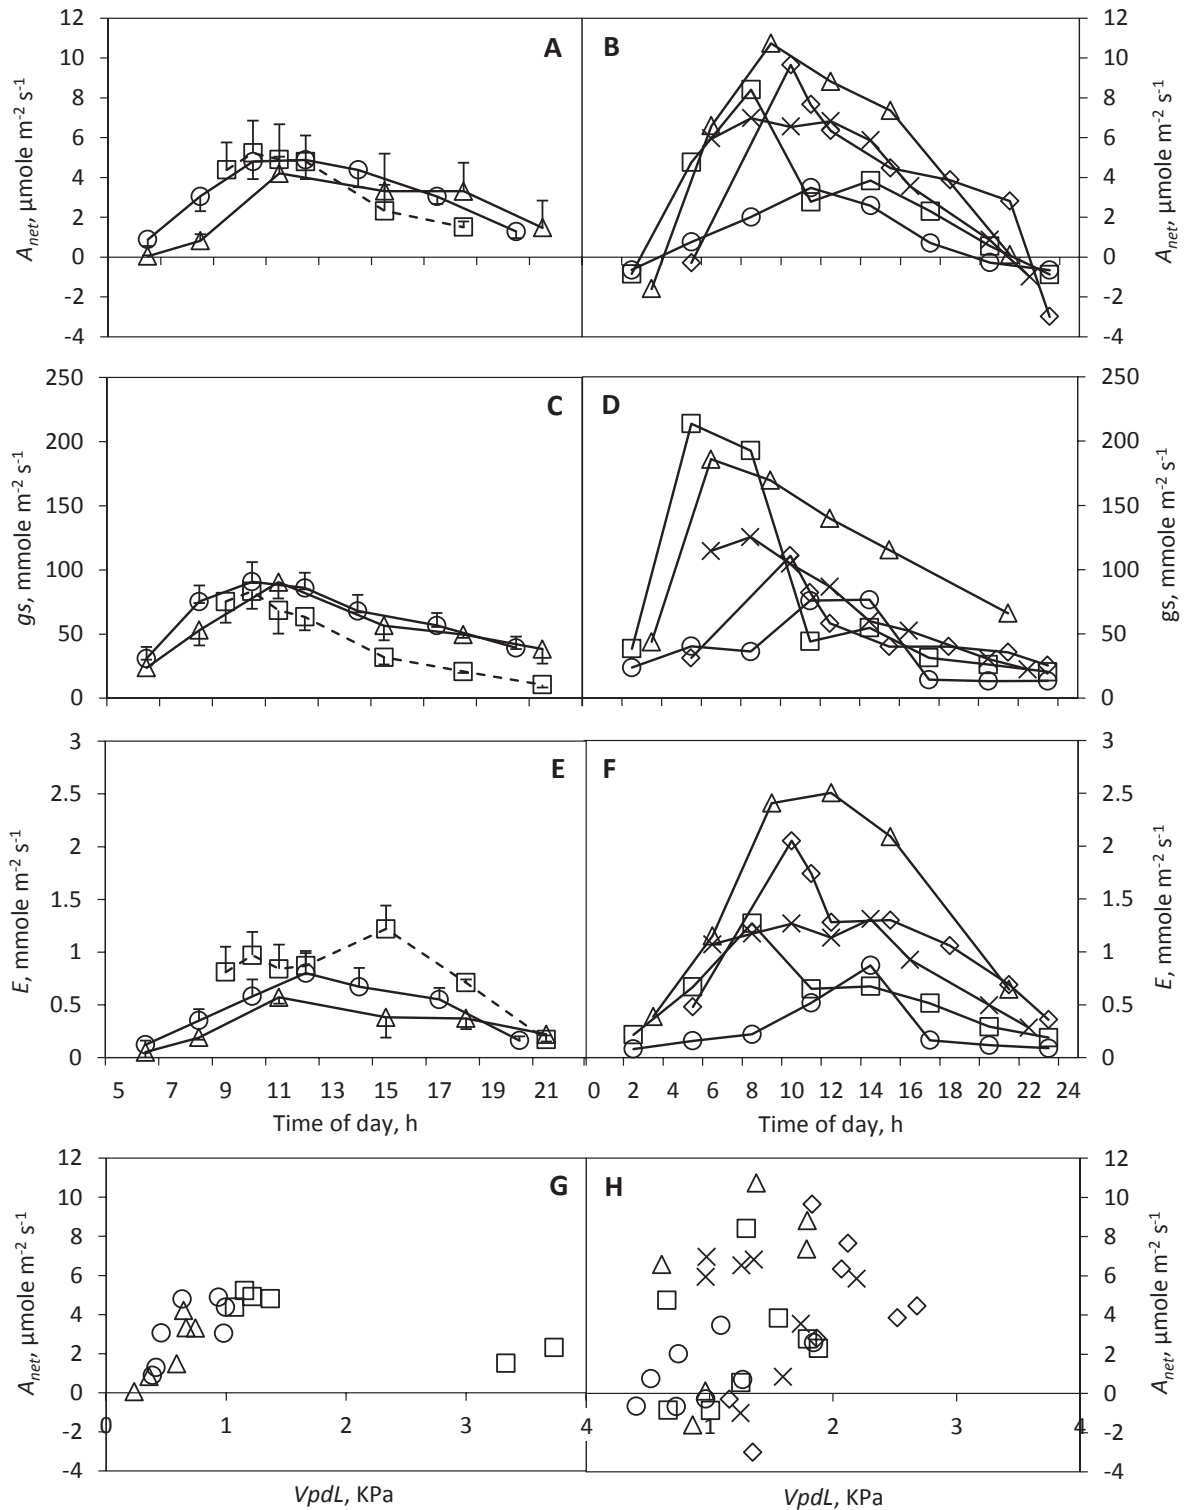 12 A B 12
10 10
8 8
6 6
4 4
2 2
0 0
-2 -2
-4 -4
A_net, µmole m⁻² s⁻¹ A_net, µmole m⁻² s⁻¹
250 C D 250
200 200
150 150
100 100
50 50
0 0
gs, mmole m⁻² s⁻¹ gs, mmole m⁻² s⁻¹
3 E F 3
2.5 2.5
2 2
1.5 1.5
1 1
0.5 0.5
0 0
E, mmole m⁻² s⁻¹ E, mmole m⁻² s⁻¹
5 7 9 11 13 15 17 19 21 0 2 4 6 8 10 12 14 16 18 20 22 24
Time of day, h Time of day, h
12 G H 12
10 10
8 8
6 6
4 4
2 2
0 0
-2 -2
-4 -4
A_net, µmole m⁻² s⁻¹ A_net, µmole m⁻² s⁻¹
0 1 2 3 4 1 2 3 4
VpdL, KPa VpdL, KPa